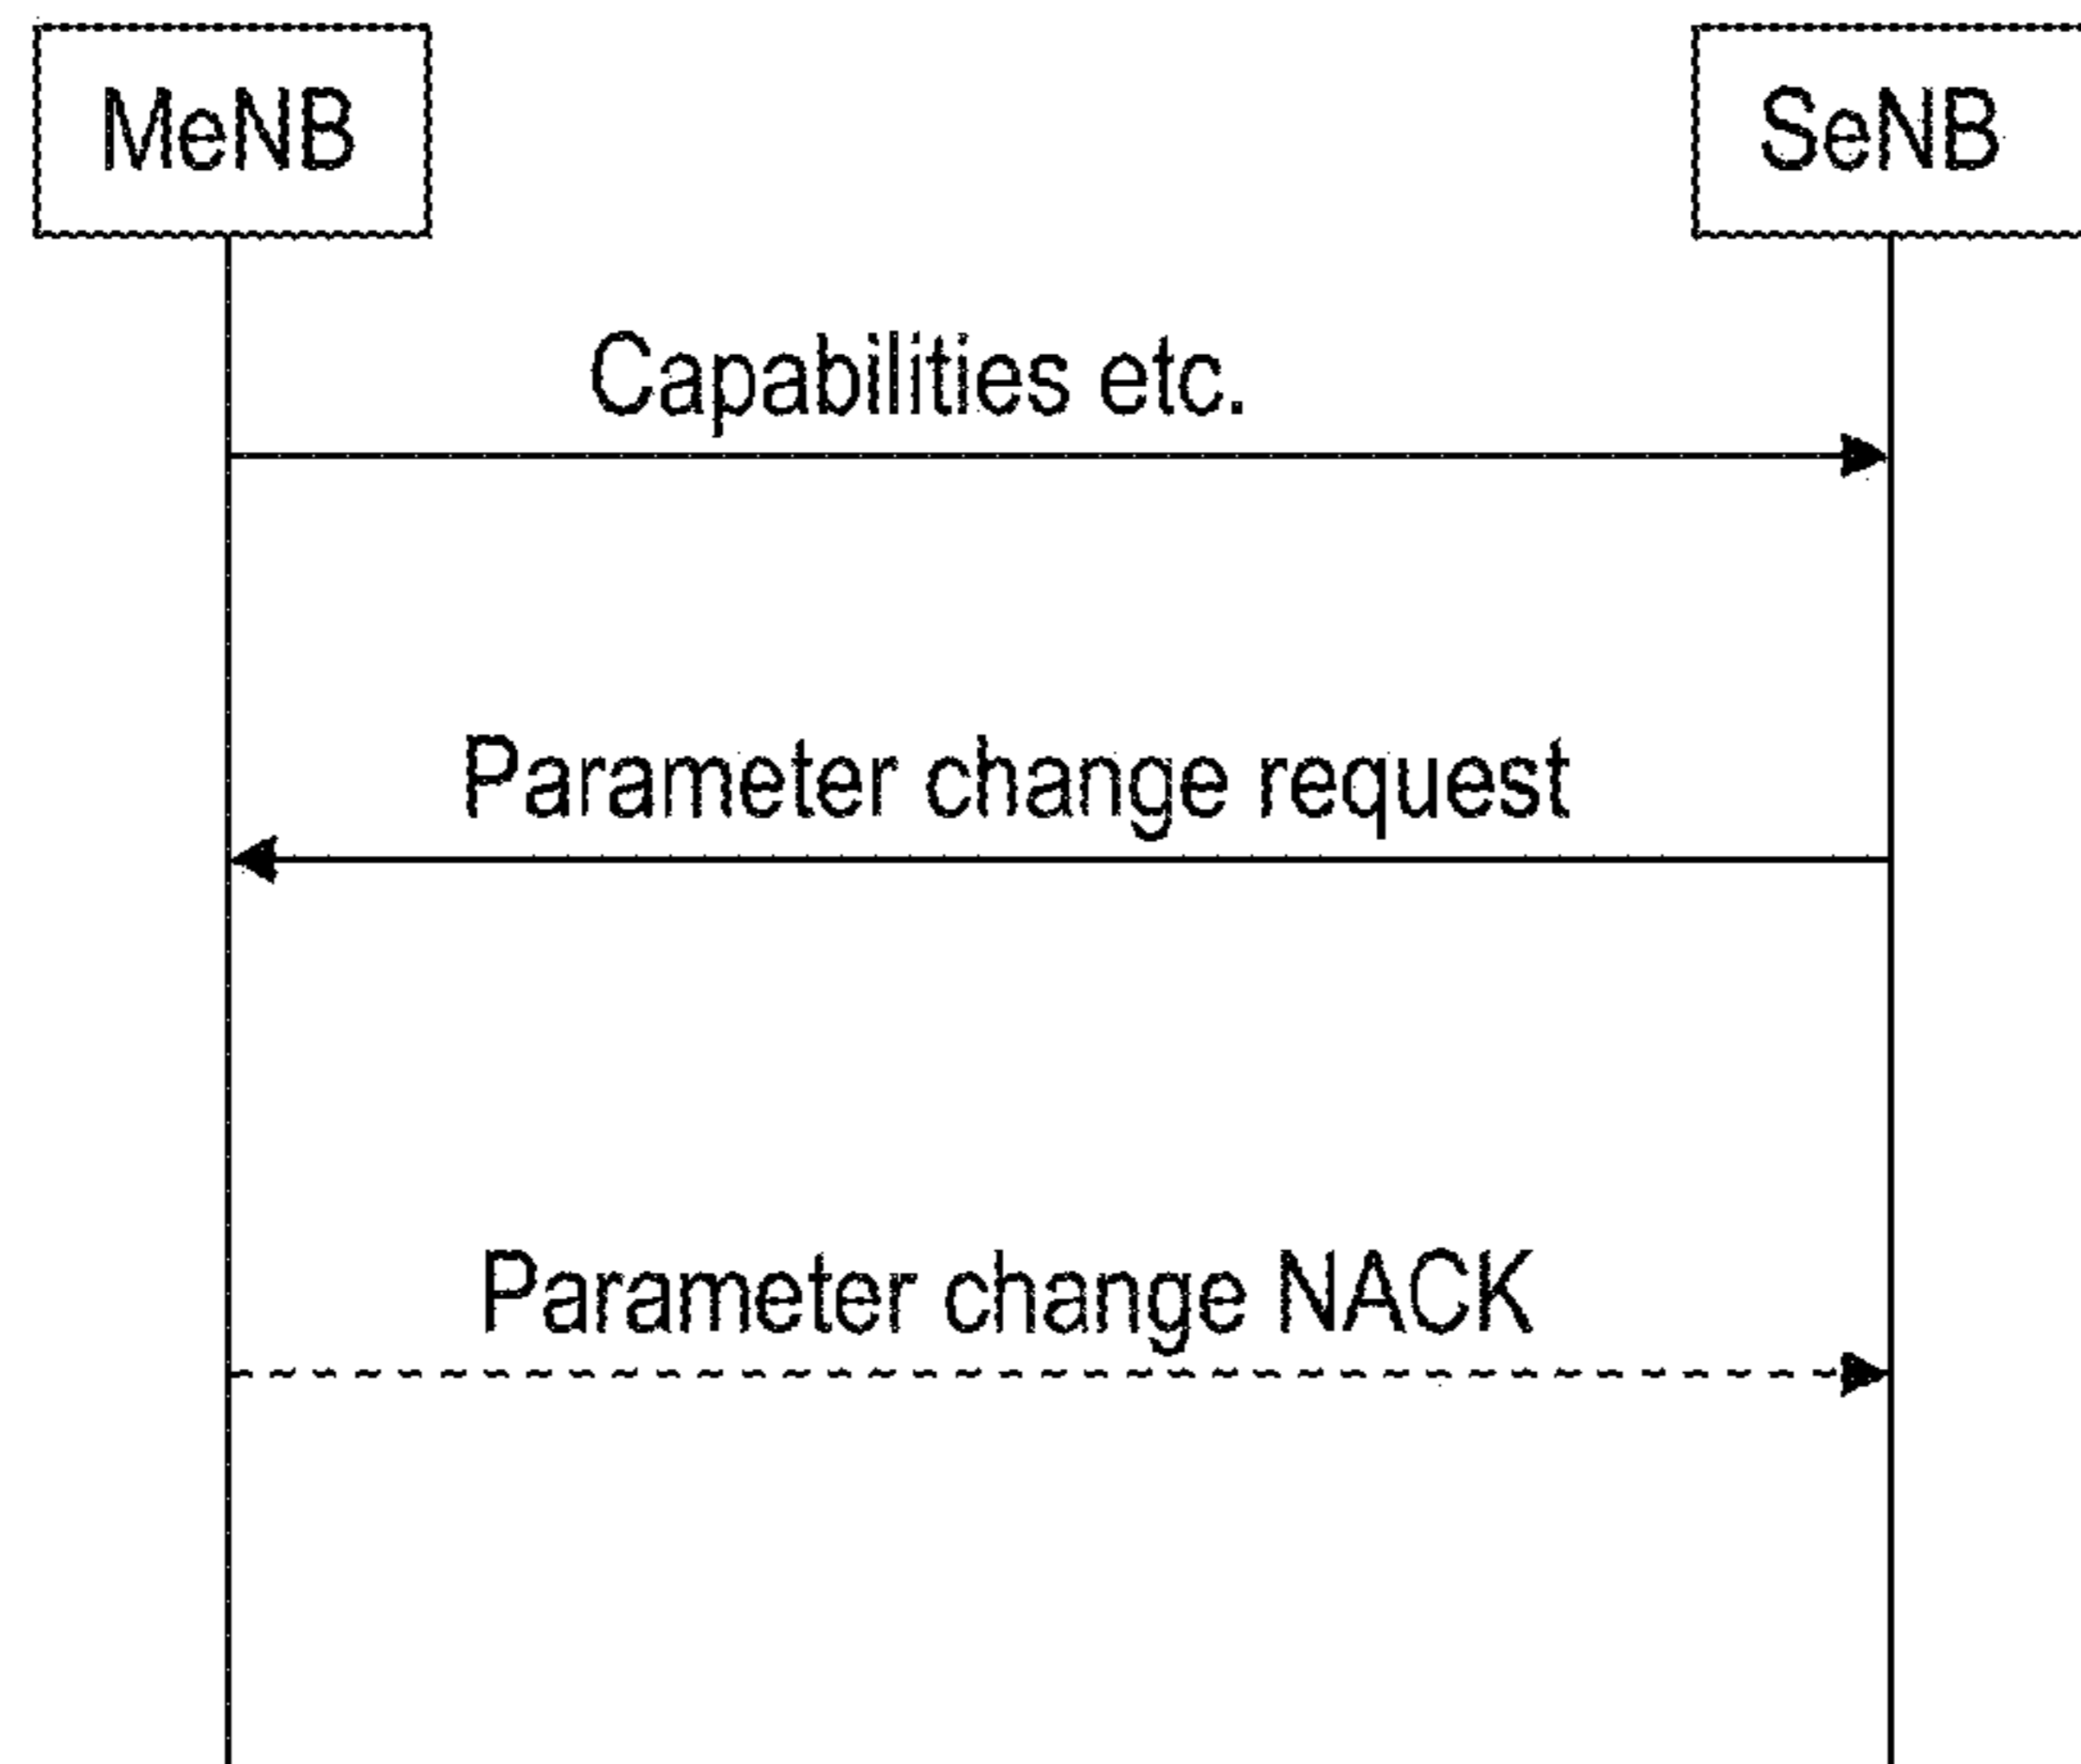 MeNB
SeNB
Capabilities etc.
Parameter change request
Parameter change NACK